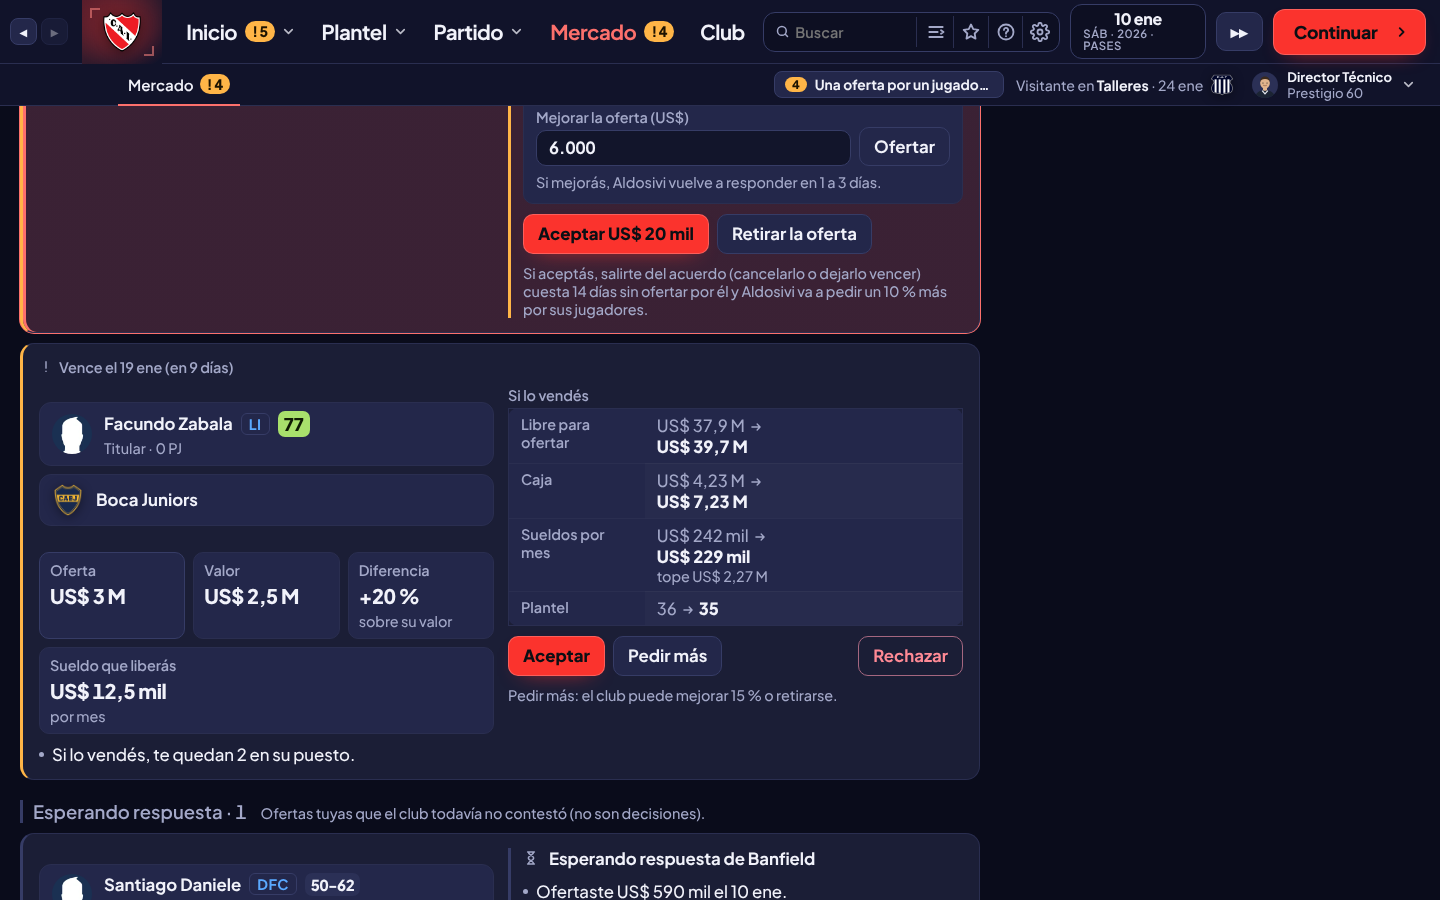 Inicio
! 5
Plantel
Partido
Mercado
! 4
Club
Buscar
10 ene
SÁB · 2026 ·
PASES
Continuar
Mercado
! 4
4
Una oferta por un jugado…
Visitante en Talleres · 24 ene
Director Técnico
Prestigio 60
Mejorar la oferta (US$)
6.000
Ofertar
Si mejorás, Aldosivi vuelve a responder en 1 a 3 días.
Aceptar US$ 20 mil
Retirar la oferta
Si aceptás, salirte del acuerdo (cancelarlo o dejarlo vencer)
cuesta 14 días sin ofertar por él y Aldosivi va a pedir un 10 % más
por sus jugadores.
! Vence el 19 ene (en 9 días)
Facundo Zabala LI 77
Titular · 0 PJ
Boca Juniors
Oferta
US$ 3 M
Valor
US$ 2,5 M
Diferencia
+20 %
sobre su valor
Sueldo que liberás
US$ 12,5 mil
por mes
• Si lo vendés, te quedan 2 en su puesto.
Si lo vendés
Libre para
ofertar
US$ 37,9 M →
US$ 39,7 M
Caja
US$ 4,23 M →
US$ 7,23 M
Sueldos por
mes
US$ 242 mil →
US$ 229 mil
tope US$ 2,27 M
Plantel
36 → 35
Aceptar
Pedir más
Rechazar
Pedir más: el club puede mejorar 15 % o retirarse.
Esperando respuesta · 1
Ofertas tuyas que el club todavía no contestó (no son decisiones).
Santiago Daniele DFC 50–62
Esperando respuesta de Banfield
• Ofertaste US$ 590 mil el 10 ene.